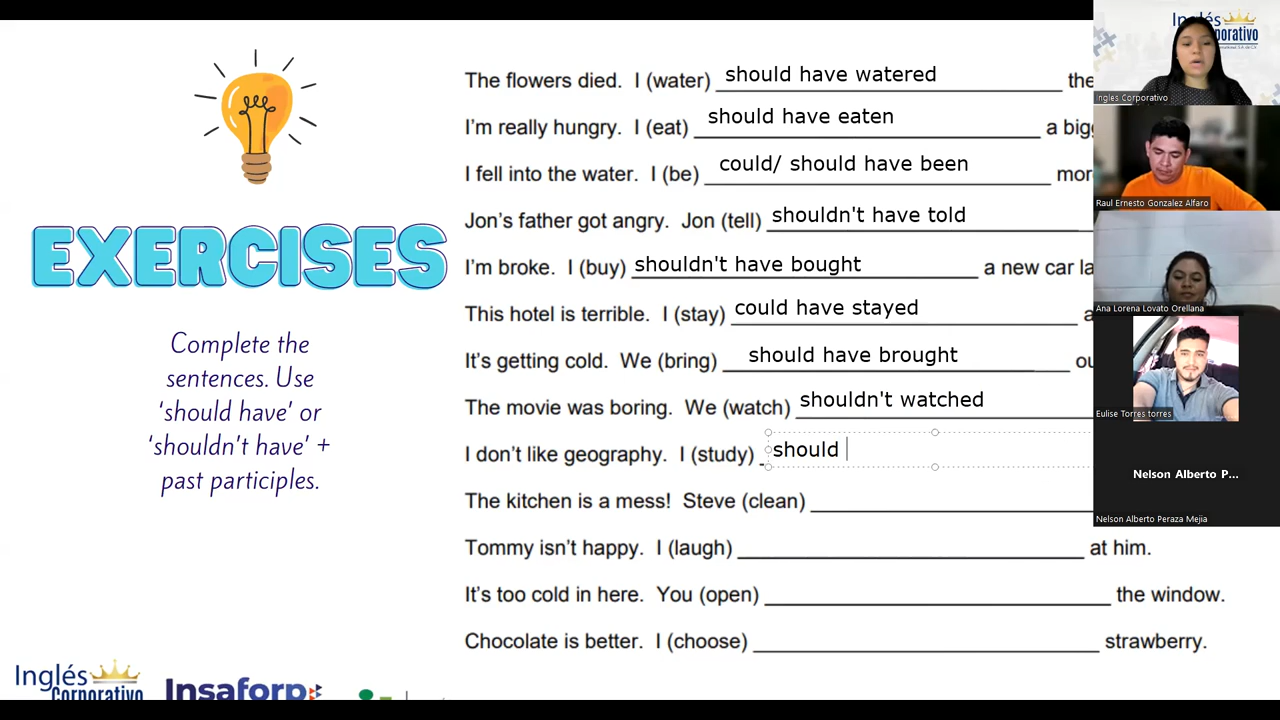 The flowers died. I (water) should have watered the
I'm really hungry. I (eat) should have eaten a big
I fell into the water. I (be) could/ should have been mor
Jon's father got angry. Jon (tell) shouldn't have told
I'm broke. I (buy) shouldn't have bought a new car la
This hotel is terrible. I (stay) could have stayed a
It's getting cold. We (bring) should have brought ou
The movie was boring. We (watch) shouldn't watched
I don't like geography. I (study) should
The kitchen is a mess! Steve (clean)
Tommy isn't happy. I (laugh) at him.
It's too cold in here. You (open) the window.
Chocolate is better. I (choose) strawberry.
EXERCISES
Complete the
sentences. Use
'should have' or
'shouldn't have' +
past participles.
Inglés
Corporativo
Insaforp
Inglés
porativo
Ingles Corporativo
Raul Ernesto Gonzalez Alfaro
Ana Lorena Lovato Orellana
Eulise Torres torres
Nelson Alberto P...
Nelson Alberto Peraza Mejia